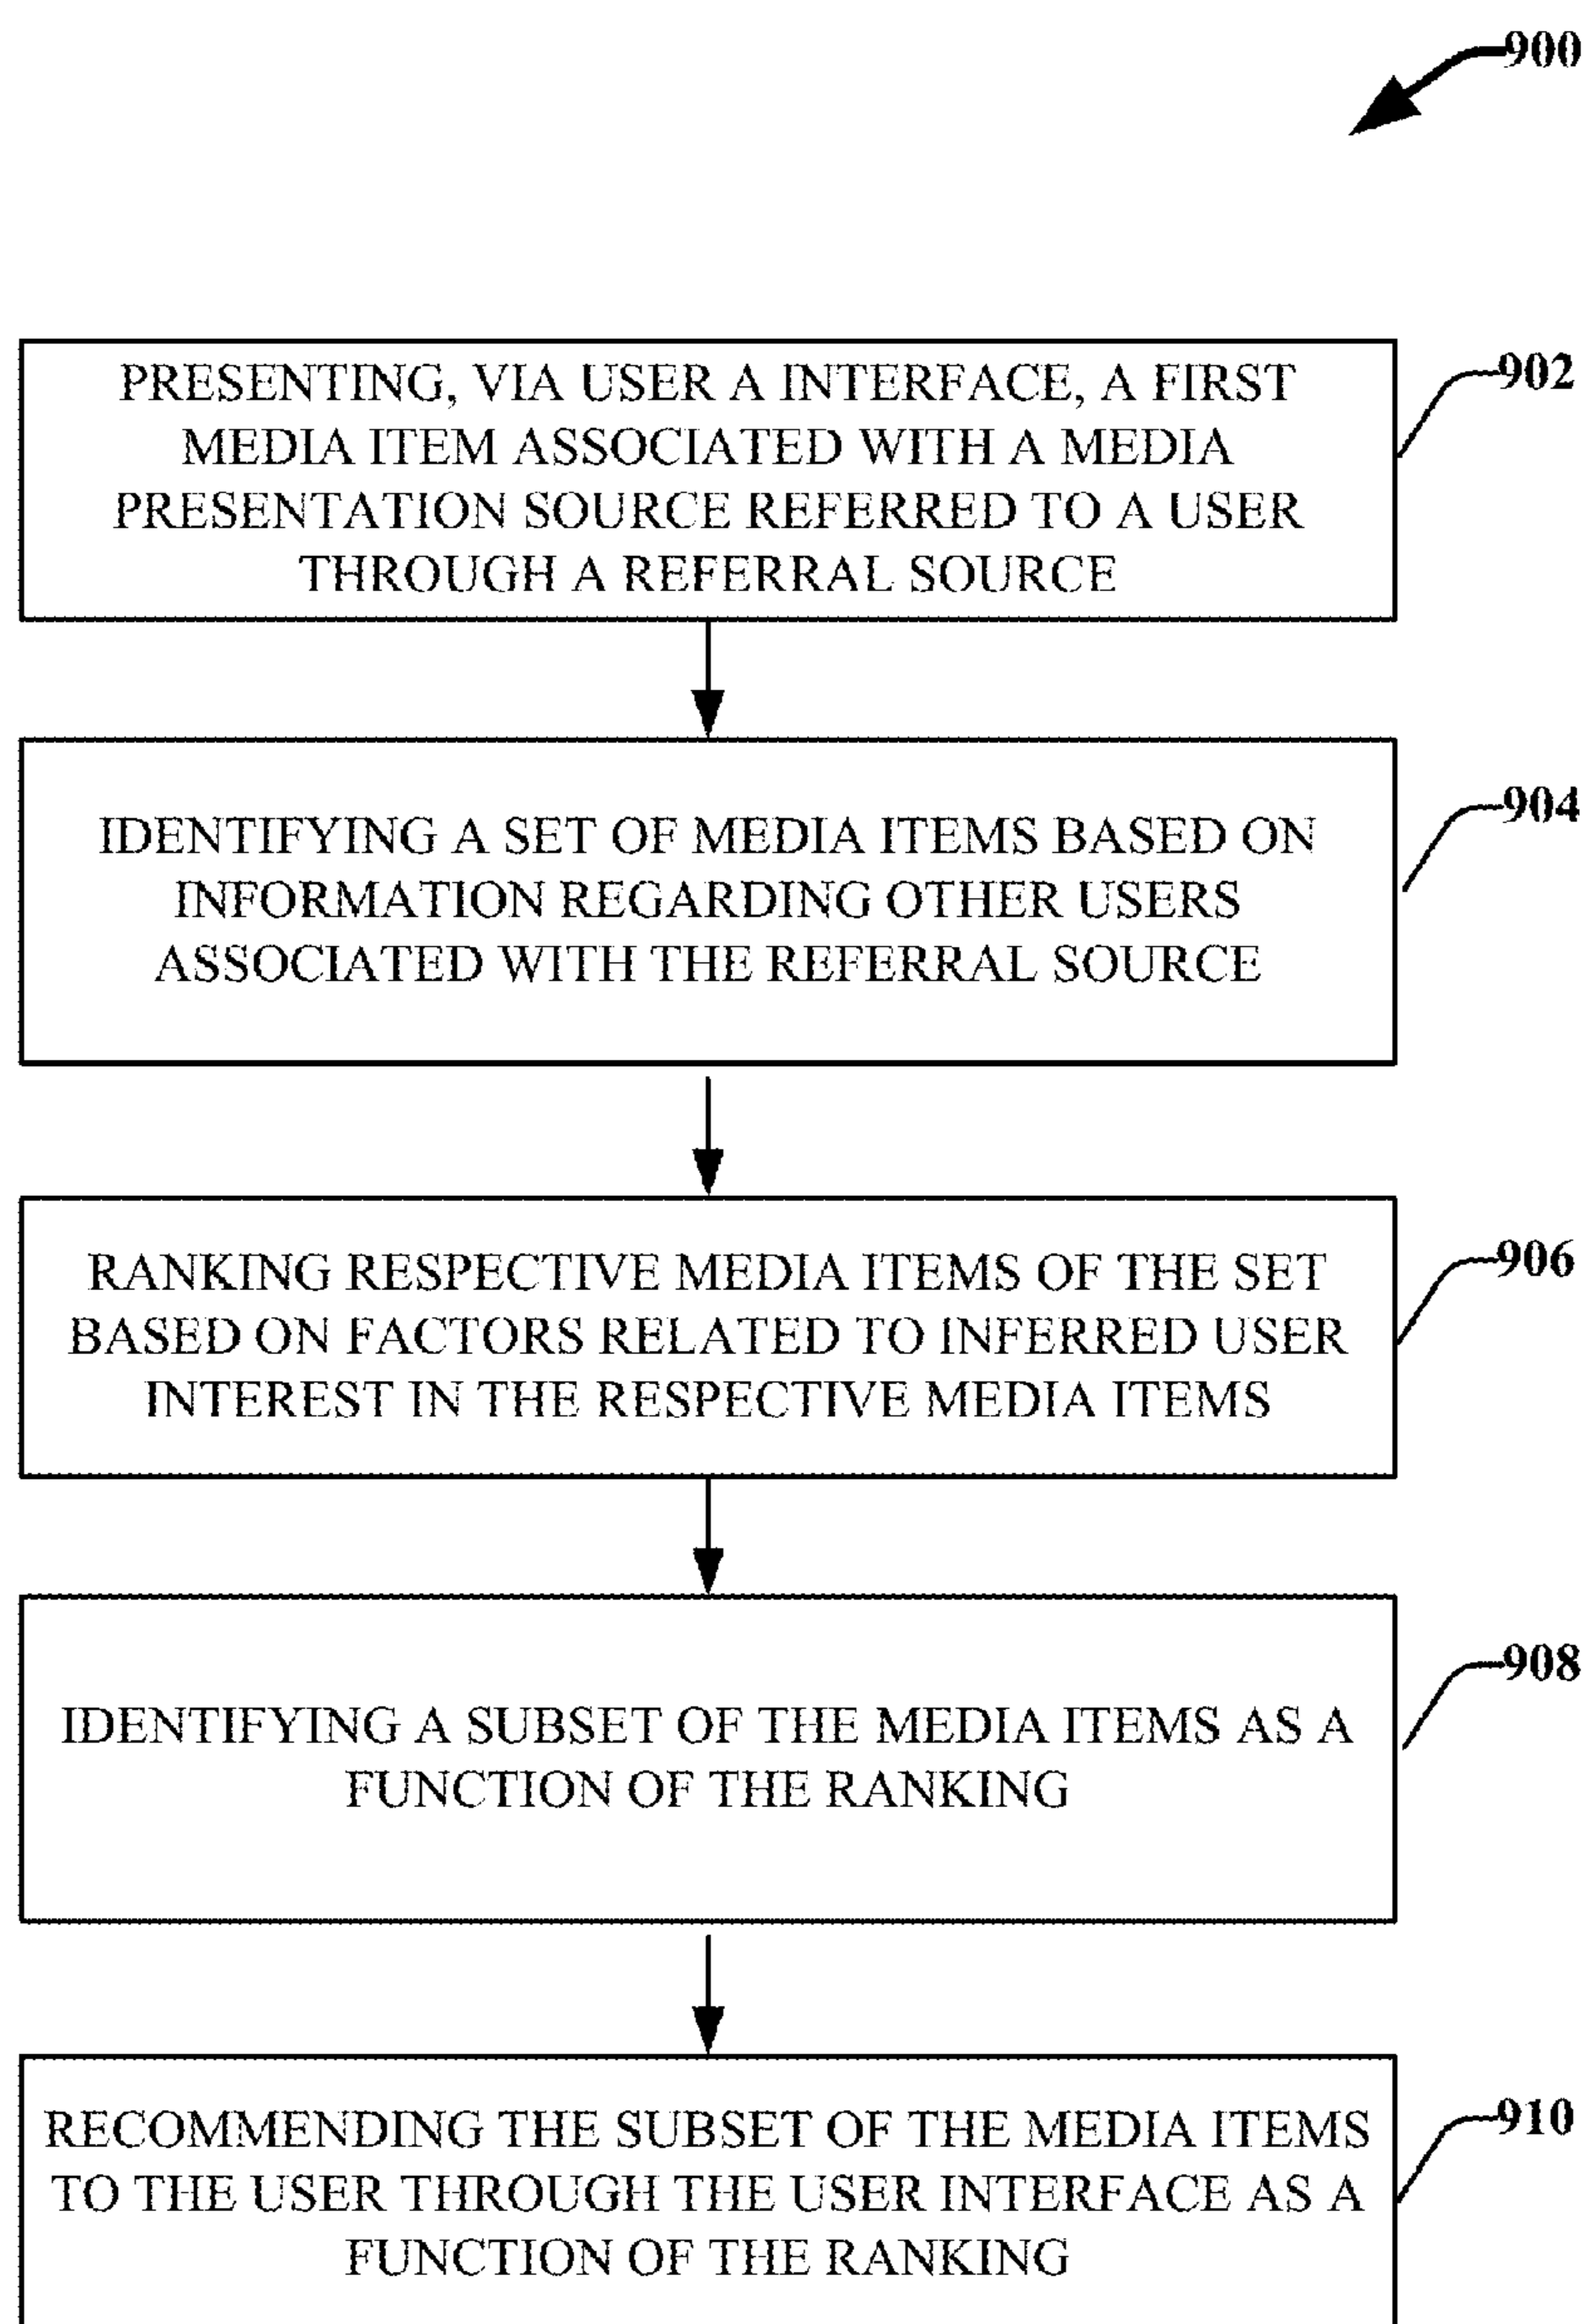 900
PRESENTING, VIA USER A INTERFACE, A FIRST
MEDIA ITEM ASSOCIATED WITH A MEDIA
PRESENTATION SOURCE REFERRED TO A USER
THROUGH A REFERRAL SOURCE
902
IDENTIFYING A SET OF MEDIA ITEMS BASED ON
INFORMATION REGARDING OTHER USERS
ASSOCIATED WITH THE REFERRAL SOURCE
904
RANKING RESPECTIVE MEDIA ITEMS OF THE SET
BASED ON FACTORS RELATED TO INFERRED USER
INTEREST IN THE RESPECTIVE MEDIA ITEMS
906
IDENTIFYING A SUBSET OF THE MEDIA ITEMS AS A
FUNCTION OF THE RANKING
908
RECOMMENDING THE SUBSET OF THE MEDIA ITEMS
TO THE USER THROUGH THE USER INTERFACE AS A
FUNCTION OF THE RANKING
910